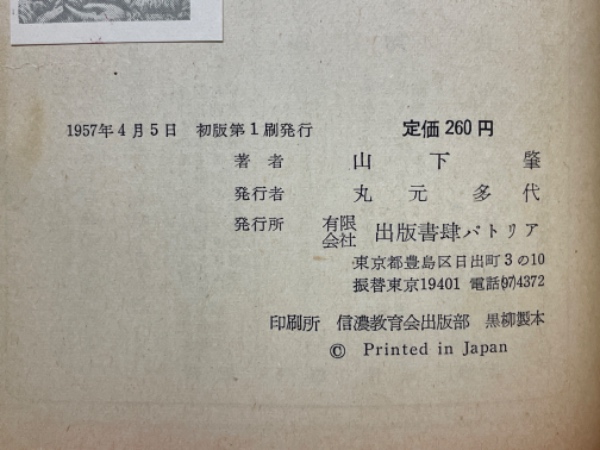 1957年4月5日 初版第1刷発行 定価260円
著者 山下肇
発行者 丸元多代
発行所 有限会社 出版書肆パトリア
東京都豊島区日出町3の10
振替東京19401 電話(97)4372
印刷所 信濃教育会出版部 黒柳製本
© Printed in Japan